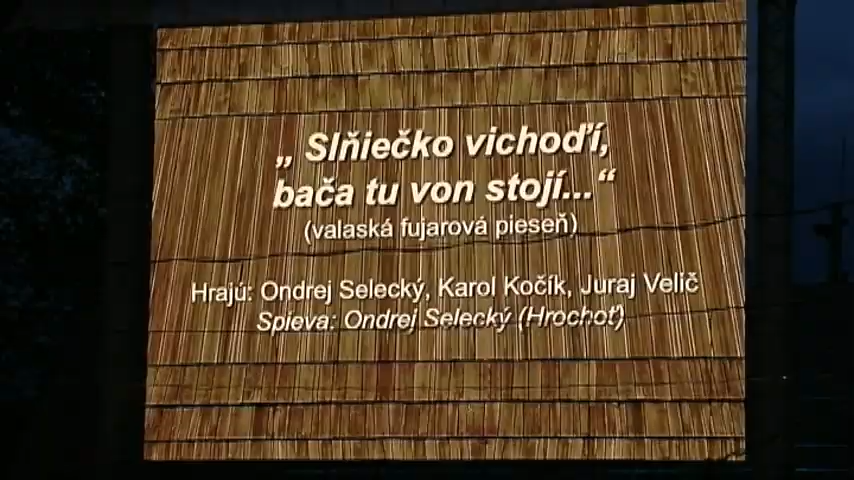 „ Slňiečko vichoďí,
bača tu von stojí...“
(valaská fujarová pieseň)
Hrajú: Ondrej Selecký, Karol Kočík, Juraj Velič
Spieva: Ondrej Selecký (Hrochoť)